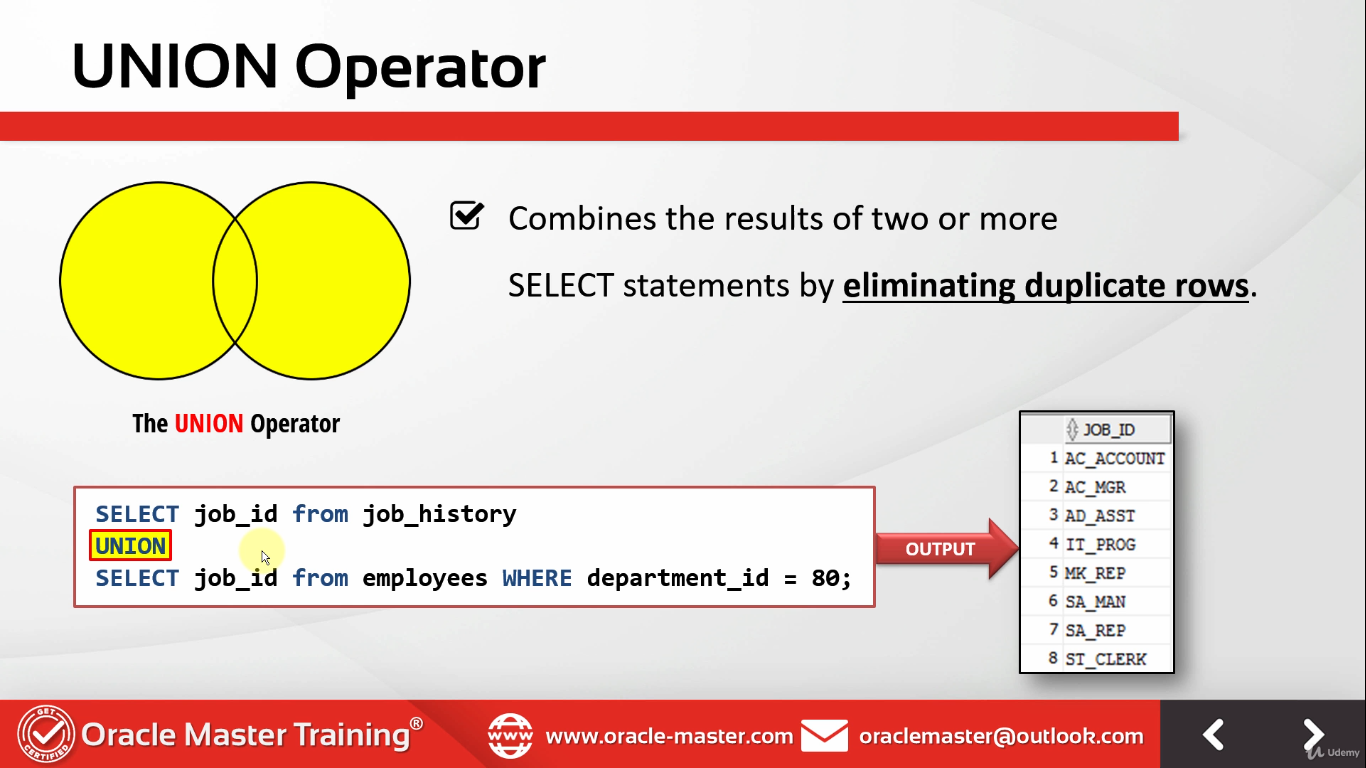 UNION Operator
Combines the results of two or more
SELECT statements by eliminating duplicate rows.
The UNION Operator
SELECT job_id from job_history
UNION
SELECT job_id from employees WHERE department_id = 80;
OUTPUT
JOB_ID
1 AC_ACCOUNT
2 AC_MGR
3 AD_ASST
4 IT_PROG
5 MK_REP
6 SA_MAN
7 SA_REP
8 ST_CLERK
GET
CERTIFIED
Oracle Master Training®
www
www.oracle-master.com
oraclemaster@outlook.com
Udemy